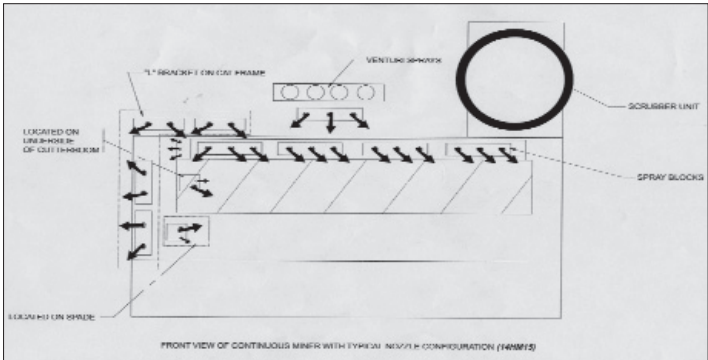 VENTURI SPRAYS
"L" BRACKET ON CAT FRAME
SCRUBBER UNIT
LOCATED ON
UNDERSIDE
OF CUTTERBOOM
SPRAY BLOCKS
LOCATED ON SPADE
FRONT VIEW OF CONTINUOUS MINER WITH TYPICAL NOZZLE CONFIGURATION (14HM15)